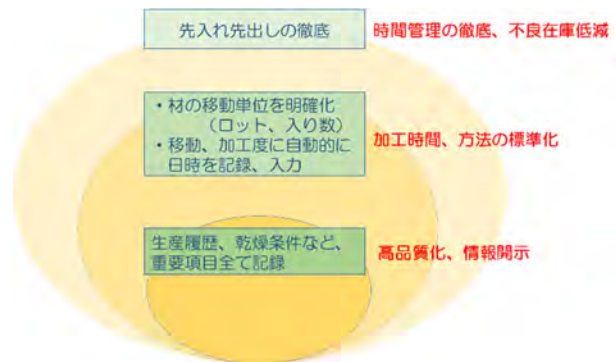 先入れ先出しの徹底
時間管理の徹底、不良在庫低減
・材の移動単位を明確化
（ロット、入り数）
・移動、加工度に自動的に
日時を記録、入力
加工時間、方法の標準化
生産履歴、乾燥条件など、
重要項目全て記録
高品質化、情報開示